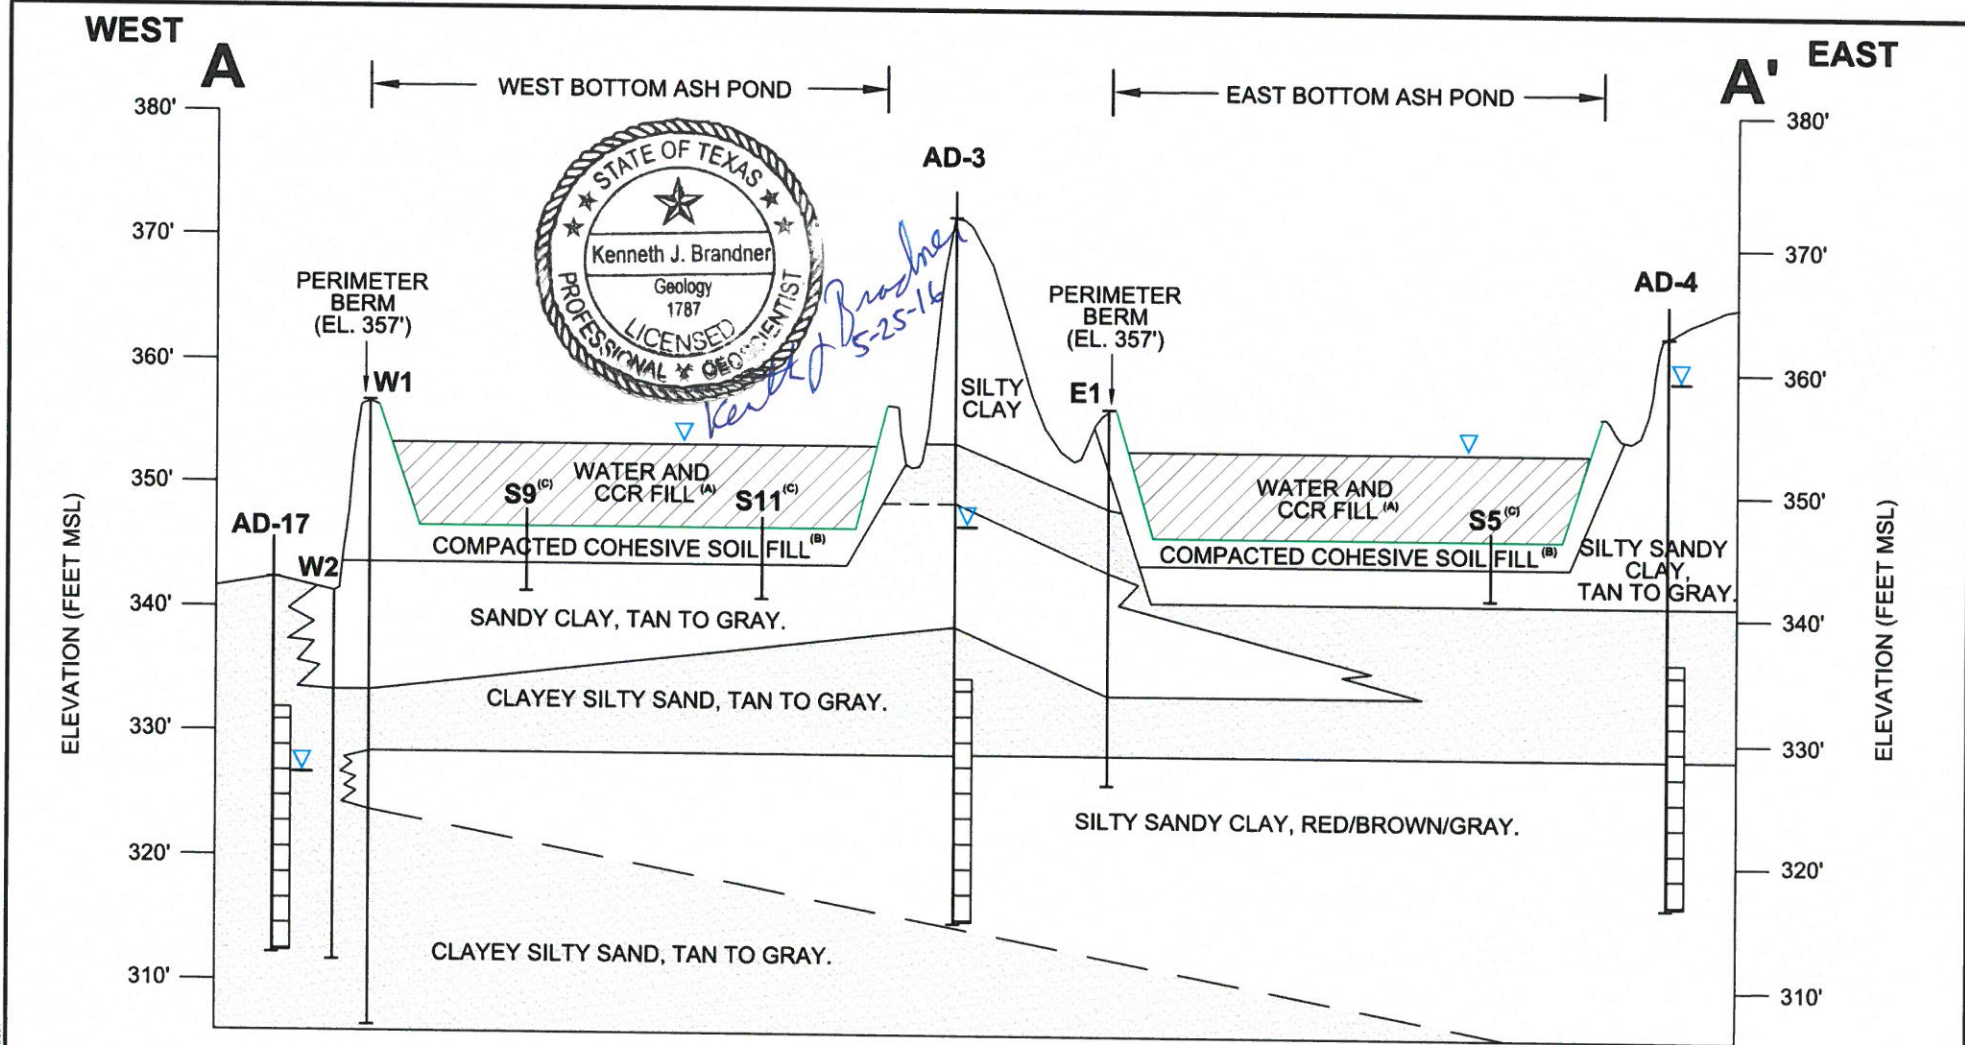 WEST
A
WEST BOTTOM ASH POND
EAST BOTTOM ASH POND
A'
EAST
380'
370'
360'
350'
340'
330'
320'
310'
ELEVATION (FEET MSL)
380'
370'
360'
350'
340'
330'
320'
310'
ELEVATION (FEET MSL)
STATE OF TEXAS
Kenneth J. Brandner
Geology
1787
LICENSED
PROFESSIONAL GEOSCIENTIST
Kenneth J Brandner
5-25-16
AD-3
AD-4
PERIMETER
BERM
(EL. 357')
W1
PERIMETER
BERM
(EL. 357')
E1
SILTY
CLAY
AD-17
W2
WATER AND
CCR FILL (A)
S9 (C)
S11 (C)
COMPACTED COHESIVE SOIL FILL (B)
WATER AND
CCR FILL (A)
S5 (C)
COMPACTED COHESIVE SOIL FILL (B)
SILTY SANDY
CLAY,
TAN TO GRAY.
SANDY CLAY, TAN TO GRAY.
CLAYEY SILTY SAND, TAN TO GRAY.
SILTY SANDY CLAY, RED/BROWN/GRAY.
CLAYEY SILTY SAND, TAN TO GRAY.